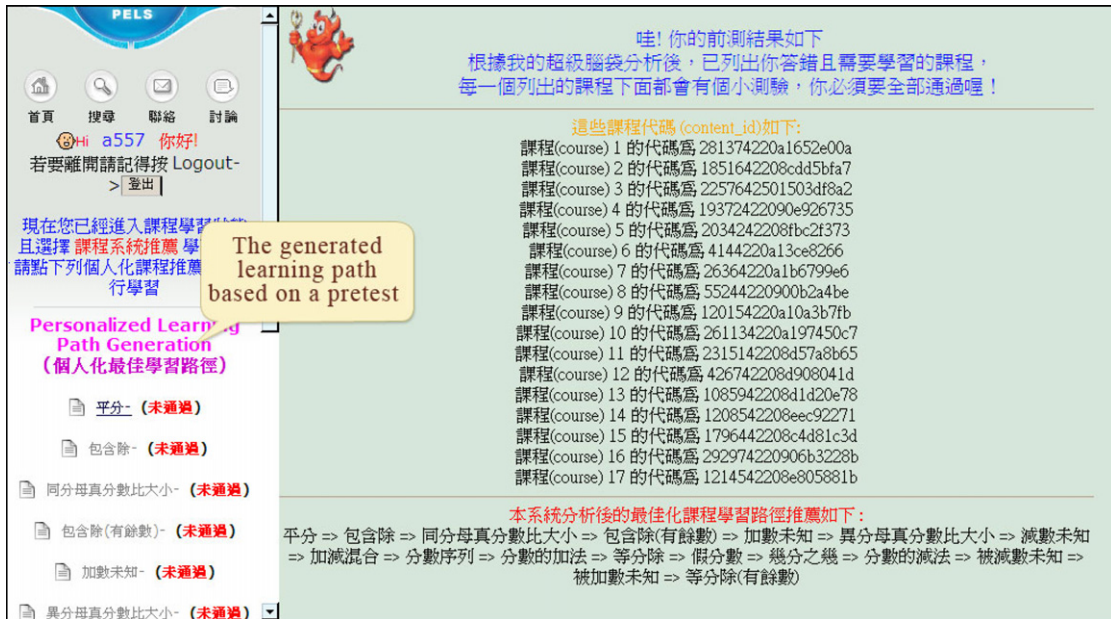 PELS
首頁 搜尋 聯絡 討論
Hi a557 你好!
若要離開請記得按 Logout-
> 登出
現在您已經進入課程學
且選擇 課程系統推薦 學
請點下列個人化課程推
行學習
The generated
learning path
based on a pretest
Personalized Learning
Path Generation
(個人化最佳學習路徑)
平分- (未通過)
包含除- (未通過)
同分母真分數比大小- (未通過)
包含除(有餘數)- (未通過)
加數未知- (未通過)
異分母真分數比大小- (未通過)
哇! 你的前測結果如下
根據我的超級腦袋分析後，已列出你答錯且需要學習的課程，
每一個列出的課程下面都會有個小測驗，你必須要全部通過喔！
這些課程代碼 (content_id)如下:
課程(course) 1 的代碼為 281374220a1652e00a
課程(course) 2 的代碼為 1851642208cdd5bfa7
課程(course) 3 的代碼為 2257642501503df8a2
課程(course) 4 的代碼為 19372422090e926735
課程(course) 5 的代碼為 2034242208fbc2f373
課程(course) 6 的代碼為 4144220a13ce8266
課程(course) 7 的代碼為 26364220a1b6799e6
課程(course) 8 的代碼為 55244220900b2a4be
課程(course) 9 的代碼為 120154220a10a3b7fb
課程(course) 10 的代碼為 261134220a197450c7
課程(course) 11 的代碼為 2315142208d57a8b65
課程(course) 12 的代碼為 426742208d908041d
課程(course) 13 的代碼為 1085942208d1d20e78
課程(course) 14 的代碼為 1208542208eec92271
課程(course) 15 的代碼為 1796442208c4d81c3d
課程(course) 16 的代碼為 292974220906b3228b
課程(course) 17 的代碼為 1214542208e805881b
本系統分析後的最佳化課程學習路徑推薦如下：
平分 => 包含除 => 同分母真分數比大小 => 包含除(有餘數) => 加數未知 => 異分母真分數比大小 => 減數未知
=> 加減混合 => 分數序列 => 分數的加法 => 等分除 => 假分數 => 幾分之幾 => 分數的減法 => 被減數未知 =>
被加數未知 => 等分除(有餘數)